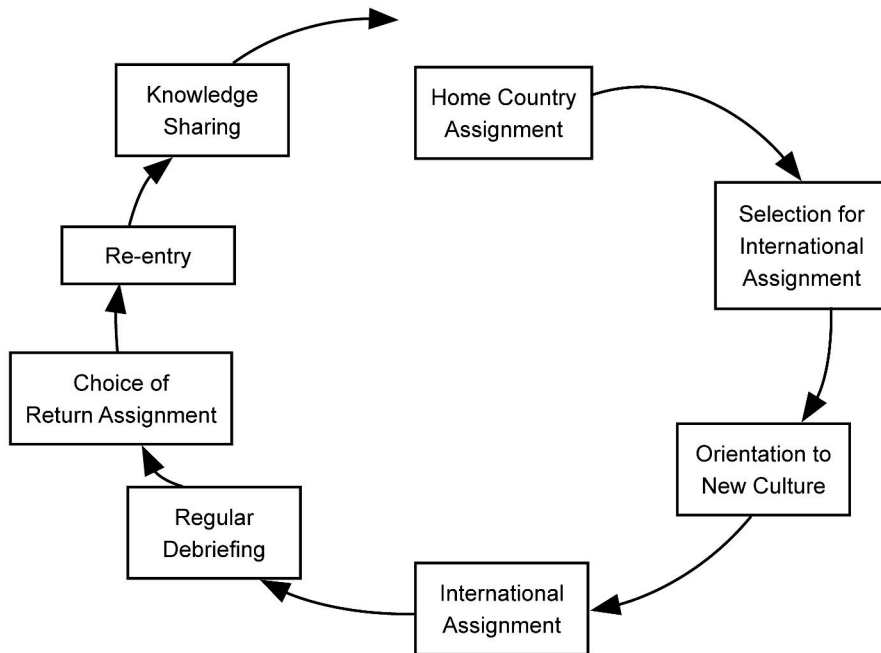 Home Country
Assignment
Selection for
International
Assignment
Orientation to
New Culture
International
Assignment
Regular
Debriefing
Choice of
Return Assignment
Re-entry
Knowledge
Sharing